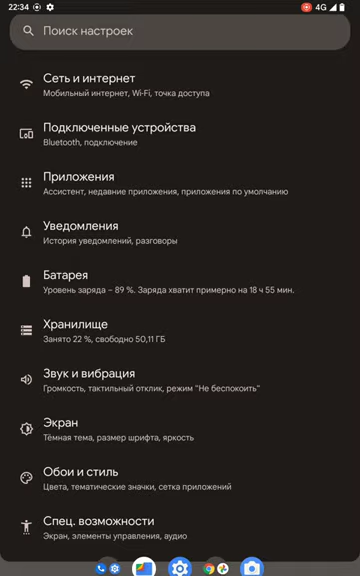 22:34
4G
Поиск настроек
Сеть и интернет
Мобильный интернет, Wi-Fi, точка доступа
Подключенные устройства
Bluetooth, подключение
Приложения
Ассистент, недавние приложения, приложения по умолчанию
Уведомления
История уведомлений, разговоры
Батарея
Уровень заряда – 89 %. Заряда хватит примерно на 18 ч 55 мин.
Хранилище
Занято 22 %, свободно 50,11 ГБ
Звук и вибрация
Громкость, тактильный отклик, режим "Не беспокоить"
Экран
Тёмная тема, размер шрифта, яркость
Обои и стиль
Цвета, тематические значки, сетка приложений
Спец. возможности
Экран, элементы управления, аудио